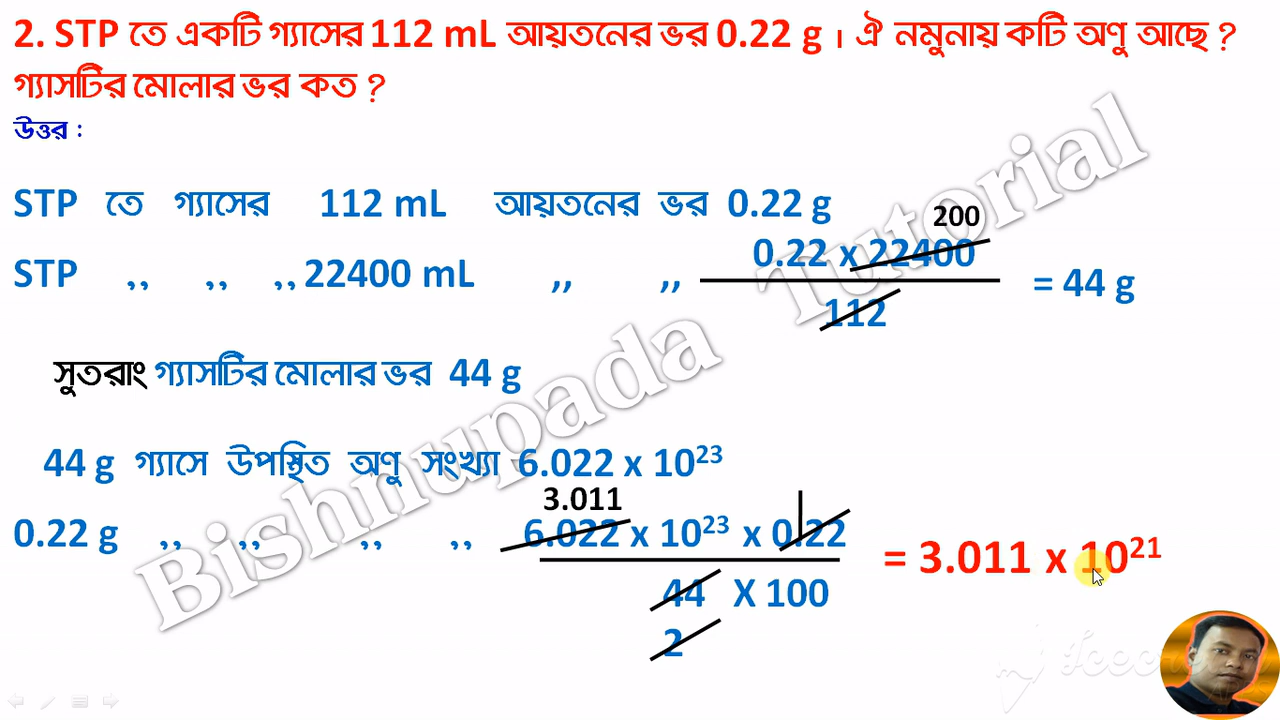 2. STP তে একটি গ্যাসের 112 mL আয়তনের ভর 0.22 g । ঐ নমুনায় কটি অণু আছে ?
গ্যাসটির মোলার ভর কত ?
উত্তর :
STP তে গ্যাসের 112 mL আয়তনের ভর 0.22 g
200
0.22 x 22400
STP ,, ,, ,, 22400 mL ,, ,,
= 44 g
112
সুতরাং গ্যাসটির মোলার ভর 44 g
44 g গ্যাসে উপস্থিত অণু সংখ্যা 6.022 x 10²³
3.011
0.22 g ,, ,, ,, ,, 6.022 x 10²³ x 0.22
= 3.011 x 10²¹
44 X 100
2
Bishnupada Tutorial